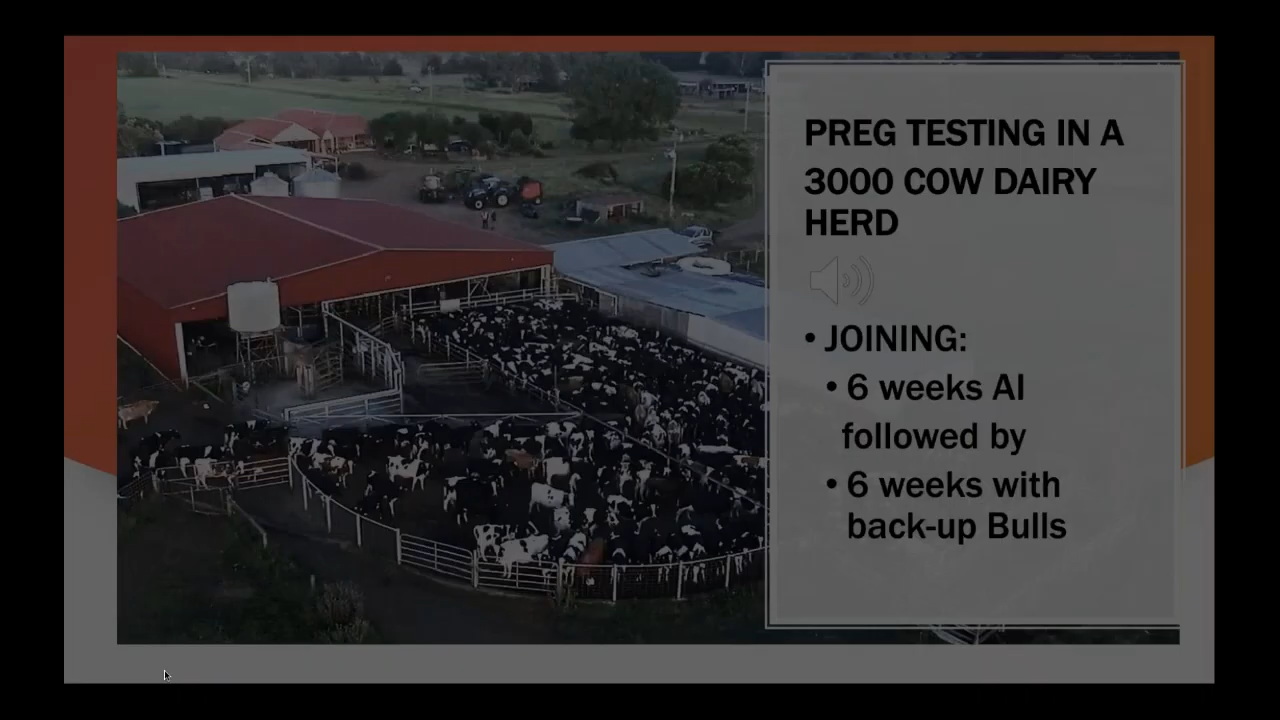 PREG TESTING IN A
3000 COW DAIRY
HERD
• JOINING:
• 6 weeks AI
followed by
• 6 weeks with
back-up Bulls